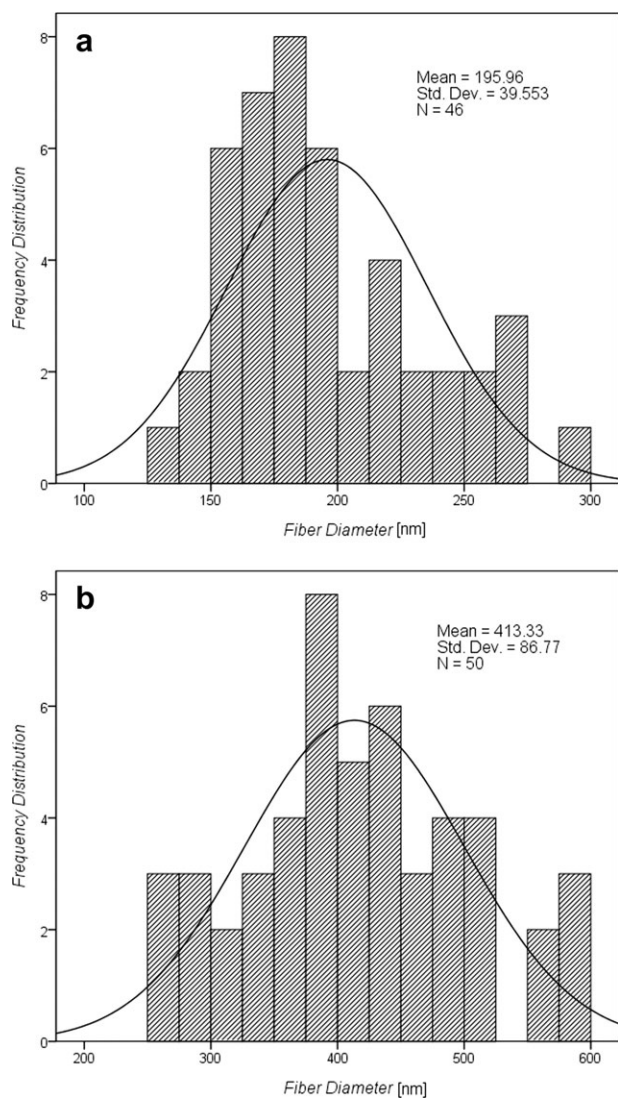 a
Mean = 195.96
Std. Dev. = 39.553
N = 46
8
6
4
2
0
Frequency Distribution
100 150 200 250 300
Fiber Diameter [nm]
b
Mean = 413.33
Std. Dev. = 86.77
N = 50
8
6
4
2
0
Frequency Distribution
200 300 400 500 600
Fiber Diameter [nm]